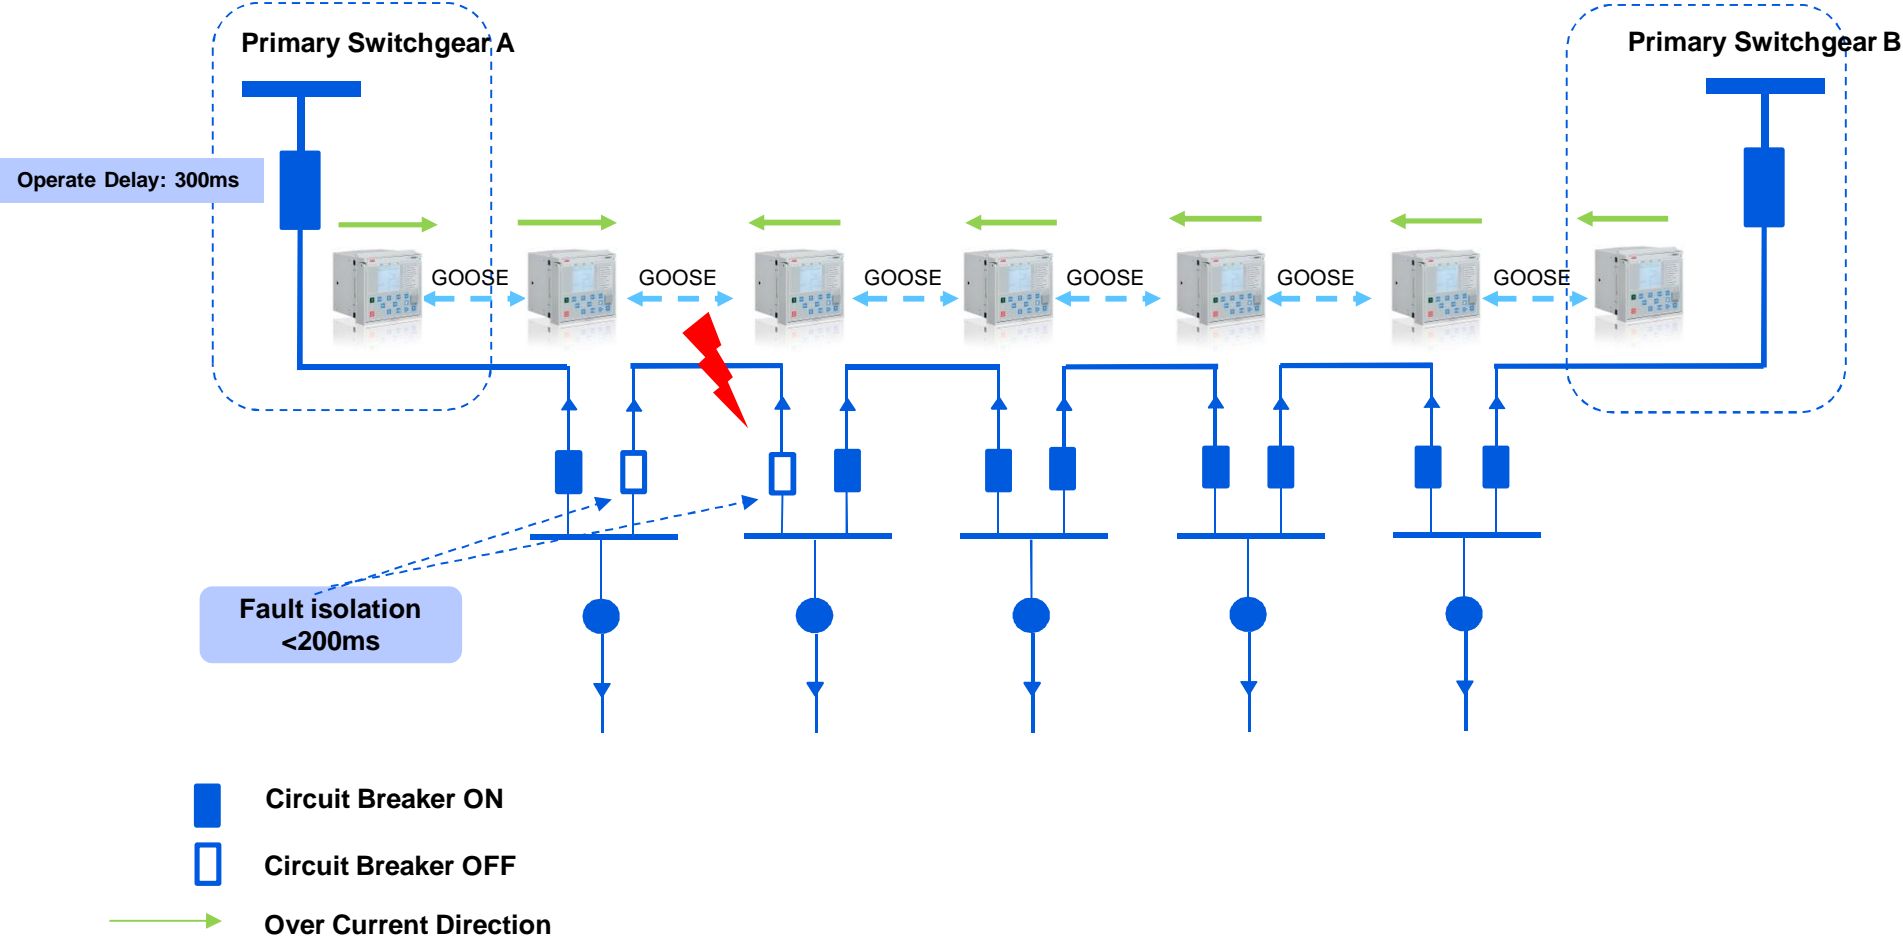 Primary Switchgear A
Primary Switchgear B
Operate Delay: 300ms
GOOSE
GOOSE
GOOSE
GOOSE
GOOSE
GOOSE
Fault isolation
<200ms
Circuit Breaker ON
Circuit Breaker OFF
Over Current Direction